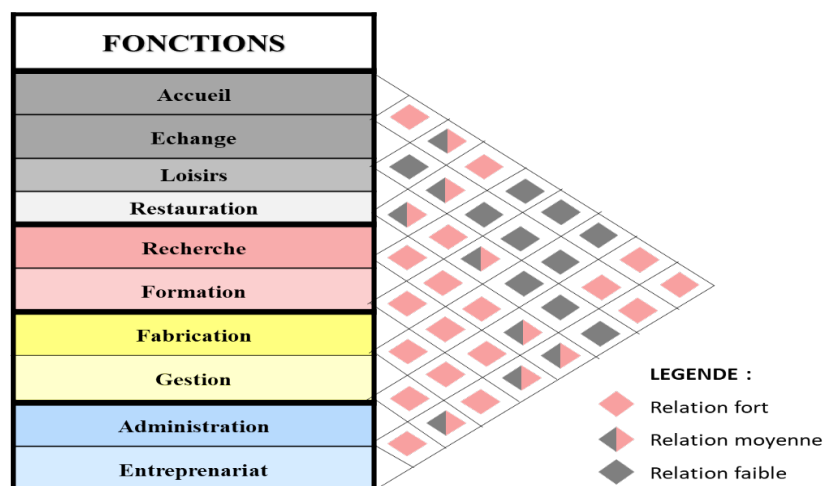 FONCTIONS
Accueil
Echange
Loisirs
Restauration
Recherche
Formation
Fabrication
Gestion
Administration
Entreprenariat
LEGENDE :
Relation fort
Relation moyenne
Relation faible